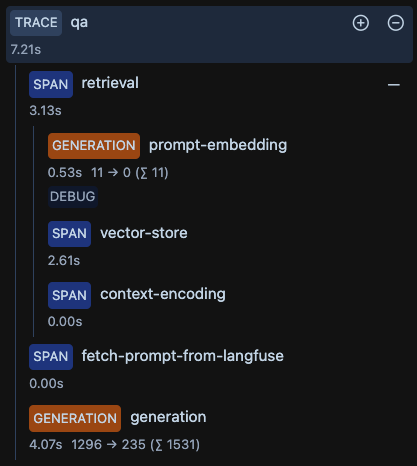 TRACE qa
7.21s
SPAN retrieval
3.13s
GENERATION prompt-embedding
0.53s 11 → 0 (∑ 11)
DEBUG
SPAN vector-store
2.61s
SPAN context-encoding
0.00s
SPAN fetch-prompt-from-langfuse
0.00s
GENERATION generation
4.07s 1296 → 235 (∑ 1531)